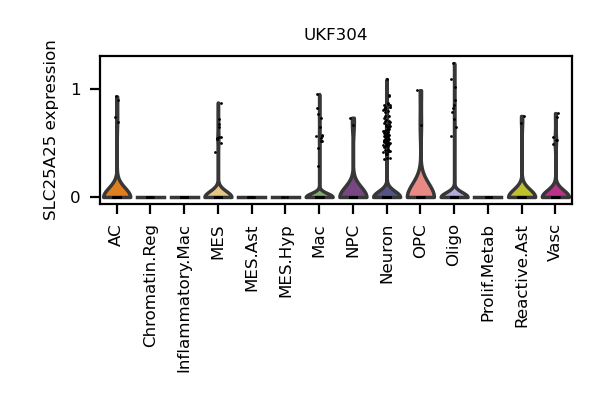 UKF304
SLC25A25 expression
1
0
AC
Chromatin.Reg
Inflammatory.Mac
MES
MES.Ast
MES.Hyp
Mac
NPC
Neuron
OPC
Oligo
Prolif.Metab
Reactive.Ast
Vasc